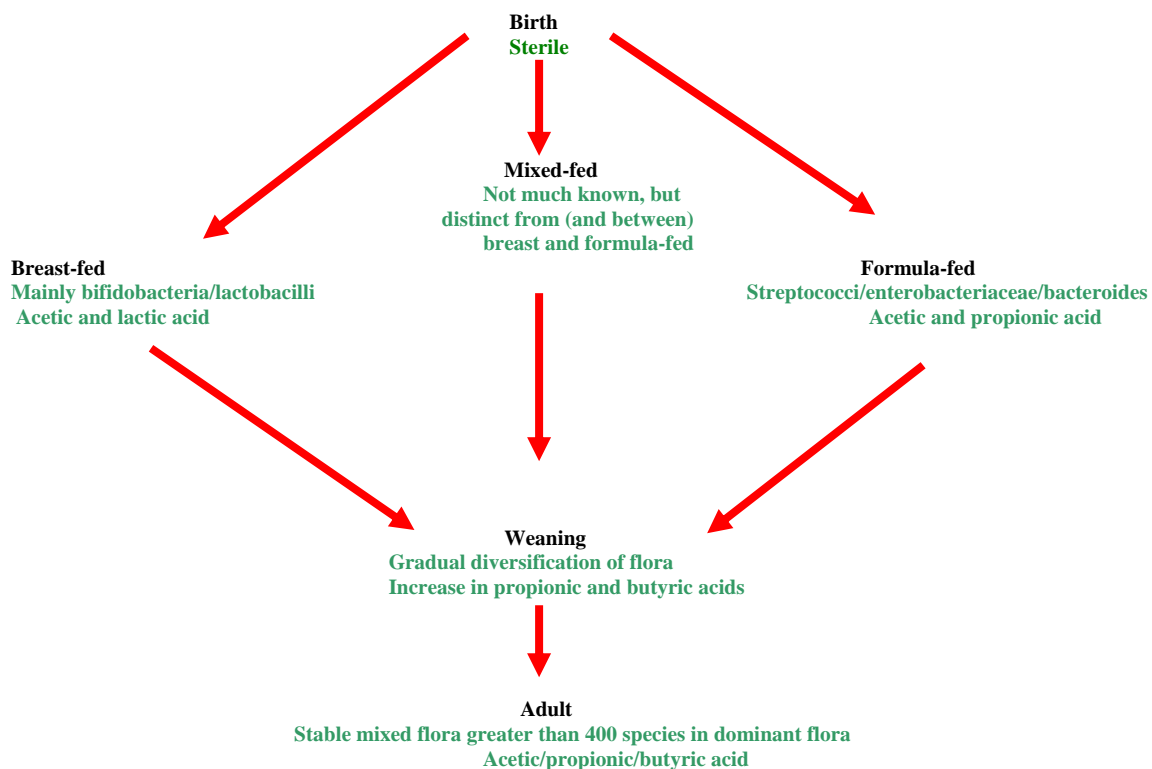 Birth
Sterile
Mixed-fed
Not much known, but
distinct from (and between)
breast and formula-fed
Breast-fed
Mainly bifidobacteria/lactobacilli
Acetic and lactic acid
Formula-fed
Streptococci/enterobacteriaceae/bacteroides
Acetic and propionic acid
Weaning
Gradual diversification of flora
Increase in propionic and butyric acids
Adult
Stable mixed flora greater than 400 species in dominant flora
Acetic/propionic/butyric acid